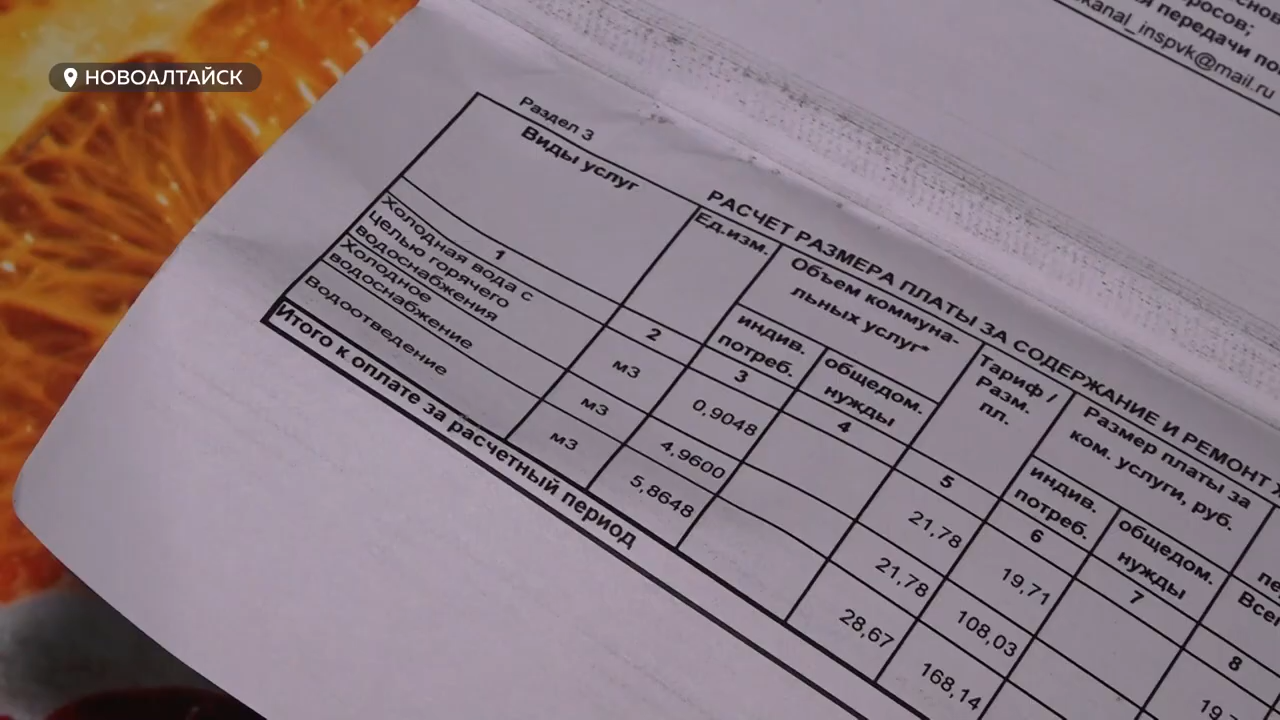 НОВОАЛТАЙСК
росов;
я передачи
kanal_inspvk@mail.ru
Раздел 3
РАСЧЕТ РАЗМЕРА ПЛАТЫ ЗА СОДЕРЖАНИЕ И РЕМОНТ
Виды услуг
Ед.изм.
Объем коммуна-
льных услуг*
индив.
потреб.
общедом.
нужды
Тариф /
Разм.
пл.
Размер платы за
ком. услуги, руб.
индив.
потреб.
общедом.
нужды
1
2
3
4
5
6
7
8
Холодная вода с
целью горячего
водоснабжения
м3
0,9048
21,78
19,71
Холодное
водоснабжение
м3
4,9600
21,78
108,03
Водоотведение
м3
5,8648
28,67
168,14
Итого к оплате за расчетный период